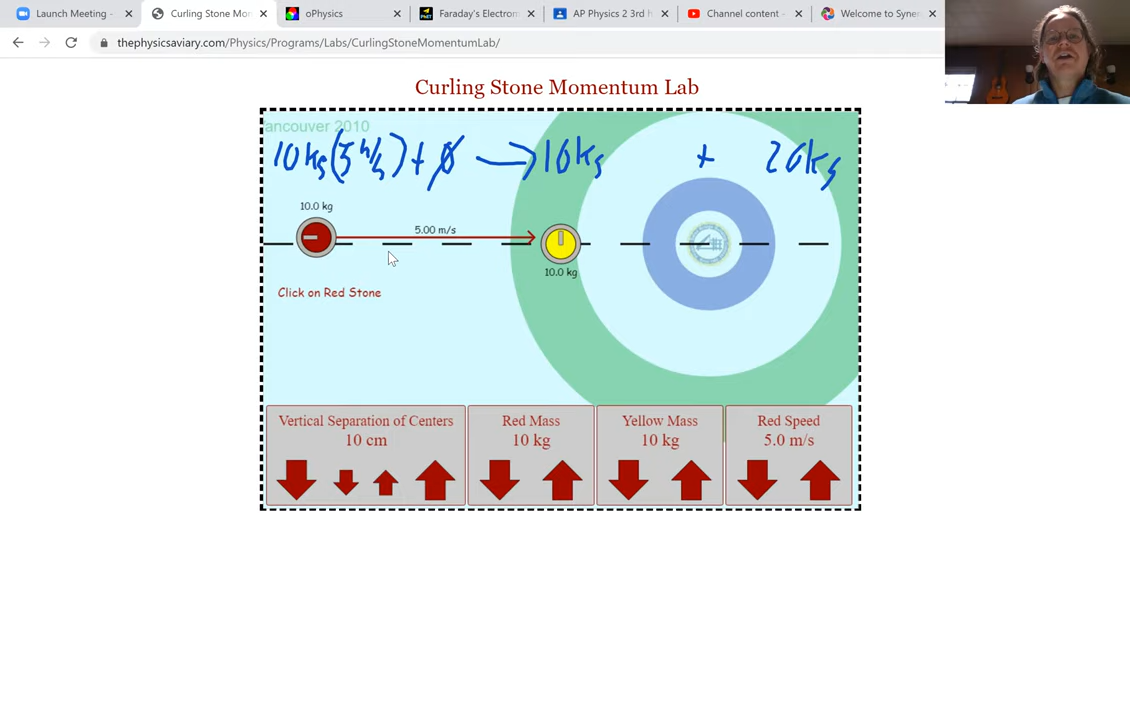 Launch Meeting -
Curling Stone Mo
oPhysics
Faraday's Electrom
AP Physics 2 3rd H
Channel content -
Welcome to Syner
thephysicsaviary.com/Physics/Programs/Labs/CurlingStoneMomentumLab/
Curling Stone Momentum Lab
ancouver 2010
+ 0 → 10kg + 20kg
10.0 kg
5.00 m/s
10.0 kg
Click on Red Stone
Vertical Separation of Centers
10 cm
Red Mass
10 kg
Yellow Mass
10 kg
Red Speed
5.0 m/s